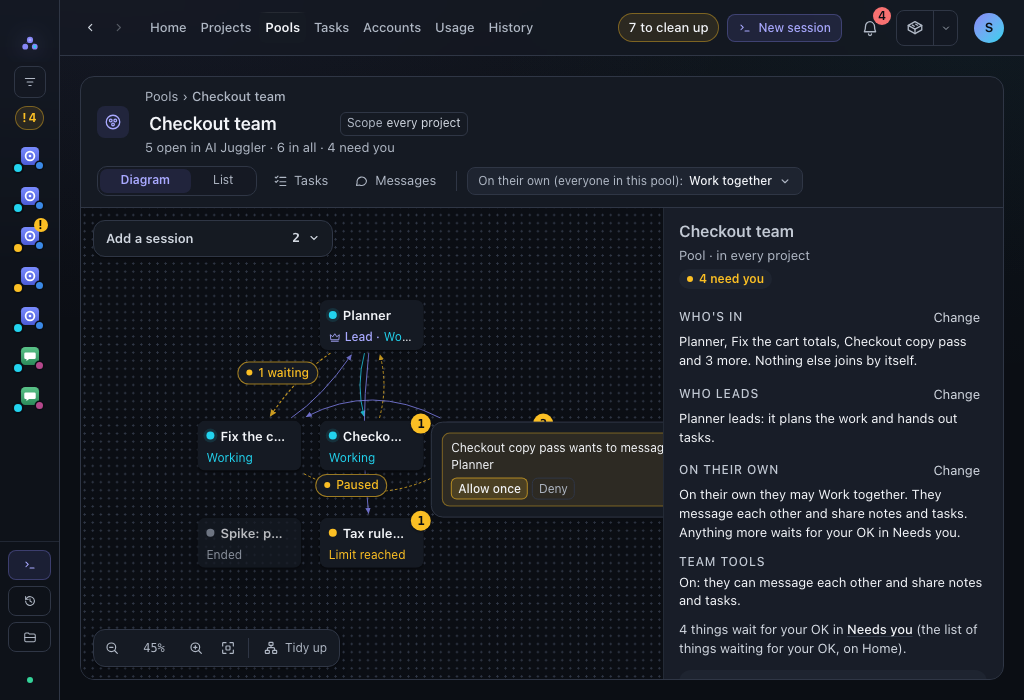 Home Projects Pools Tasks Accounts Usage History
7 to clean up
New session
4
S
! 4
!
Pools › Checkout team
Checkout team
Scope every project
5 open in AI Juggler · 6 in all · 4 need you
Diagram List Tasks Messages
On their own (everyone in this pool): Work together
Add a session 2
Planner
Lead · Wo...
1 waiting
Fix the c...
Working
1
Checko...
Working
Checkout copy pass wants to messag
Planner
Allow once Deny
Paused
Spike: p...
Ended
1
Tax rule...
Limit reached
45%
Tidy up
Checkout team
Pool · in every project
4 need you
WHO'S IN Change
Planner, Fix the cart totals, Checkout copy pass
and 3 more. Nothing else joins by itself.
WHO LEADS Change
Planner leads: it plans the work and hands out
tasks.
ON THEIR OWN Change
On their own they may Work together. They
message each other and share notes and tasks.
Anything more waits for your OK in Needs you.
TEAM TOOLS
On: they can message each other and share notes
and tasks.
4 things wait for your OK in Needs you (the list of
things waiting for your OK, on Home).